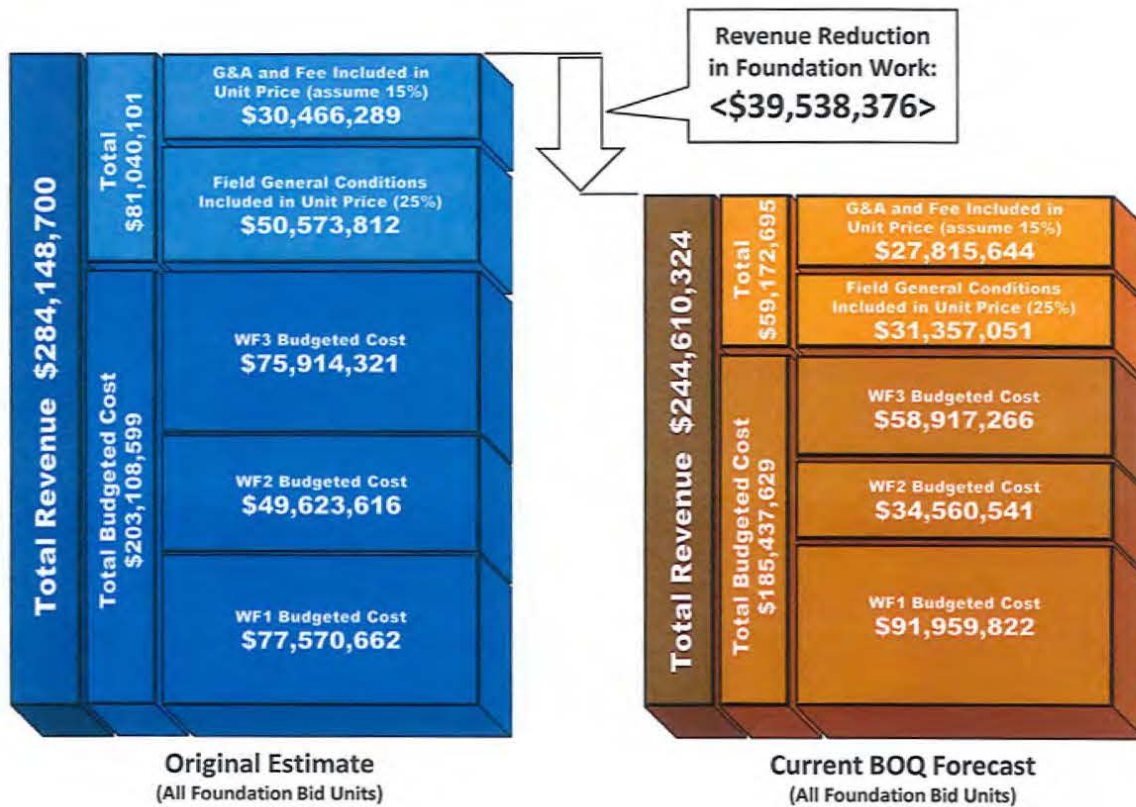 Revenue Reduction
in Foundation Work:
<$39,538,376>
Total Revenue $284,148,700
Total
$81,040,101
Total Budgeted Cost
$203,108,599
G&A and Fee Included in
Unit Price (assume 15%)
$30,466,289
Field General Conditions
Included in Unit Price (25%)
$50,573,812
WF3 Budgeted Cost
$75,914,321
WF2 Budgeted Cost
$49,623,616
WF1 Budgeted Cost
$77,570,662
Original Estimate
(All Foundation Bid Units)
Total Revenue $244,610,324
Total
$59,172,695
Total Budgeted Cost
$185,437,629
G&A and Fee Included in
Unit Price (assume 15%)
$27,815,644
Field General Conditions
Included in Unit Price (25%)
$31,357,051
WF3 Budgeted Cost
$58,917,266
WF2 Budgeted Cost
$34,560,541
WF1 Budgeted Cost
$91,959,822
Current BOQ Forecast
(All Foundation Bid Units)